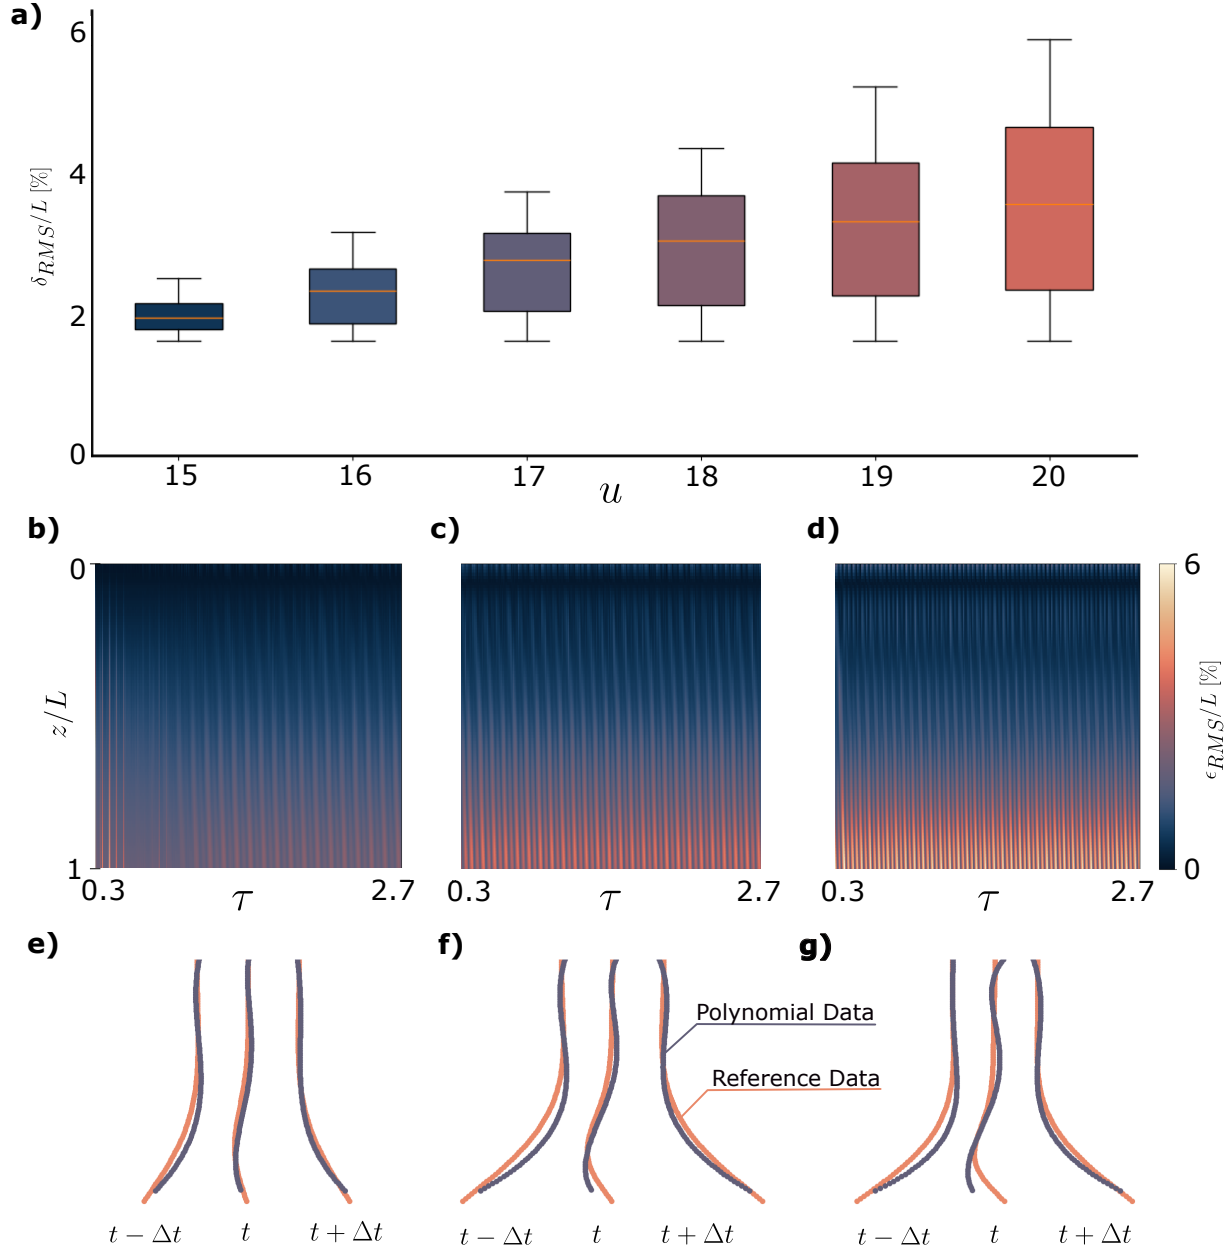 a)
6
4
2
0
δ_RMS/L [%]
15 16 17 18 19 20
u
b) c) d)
0
1
z/L
0.3 2.7 0.3 2.7 0.3 2.7
τ τ τ
6
0
ϵ_RMS/L [%]
e) f) g)
Polynomial Data
Reference Data
t − Δt t t + Δt t − Δt t t + Δt t − Δt t t + Δt